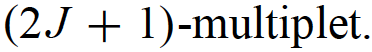 (2J + 1)-multiplet.